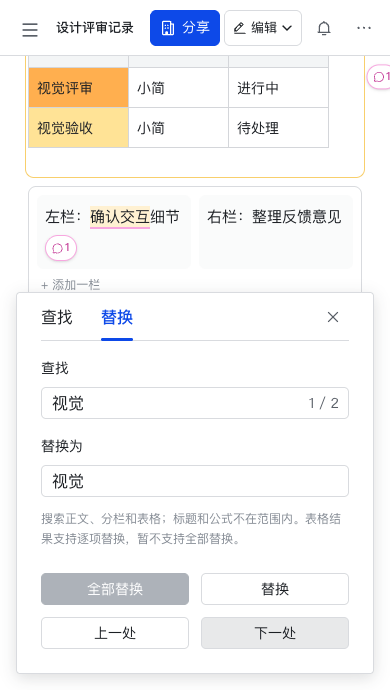 设计评审记录 分享 编辑
视觉评审 小简 进行中
1
视觉验收 小简 待处理
左栏：确认交互细节 右栏：整理反馈意见
1
+ 添加一栏
查找 替换
查找
视觉 1 / 2
替换为
视觉
搜索正文、分栏和表格；标题和公式不在范围内。表格结
果支持逐项替换，暂不支持全部替换。
全部替换 替换
上一处 下一处